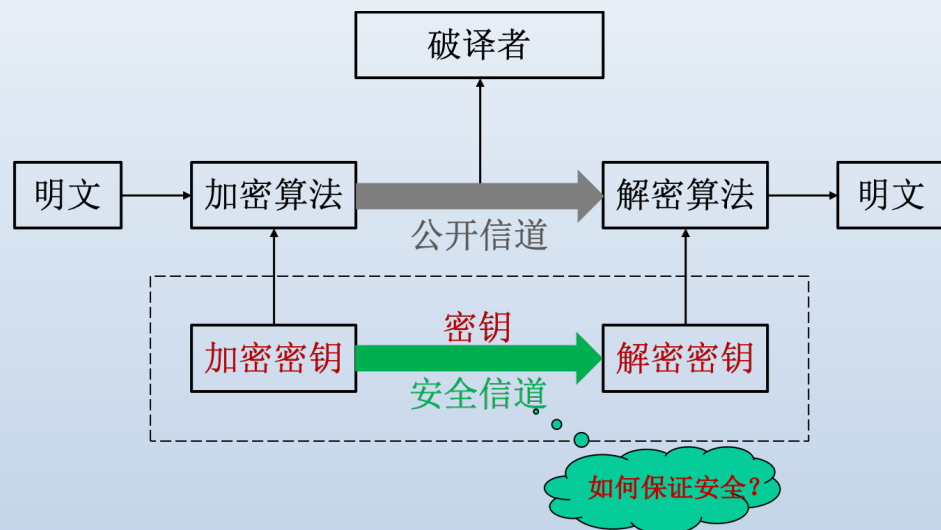 破译者
明文
加密算法
解密算法
明文
公开信道
密钥
加密密钥
解密密钥
安全信道
如何保证安全？